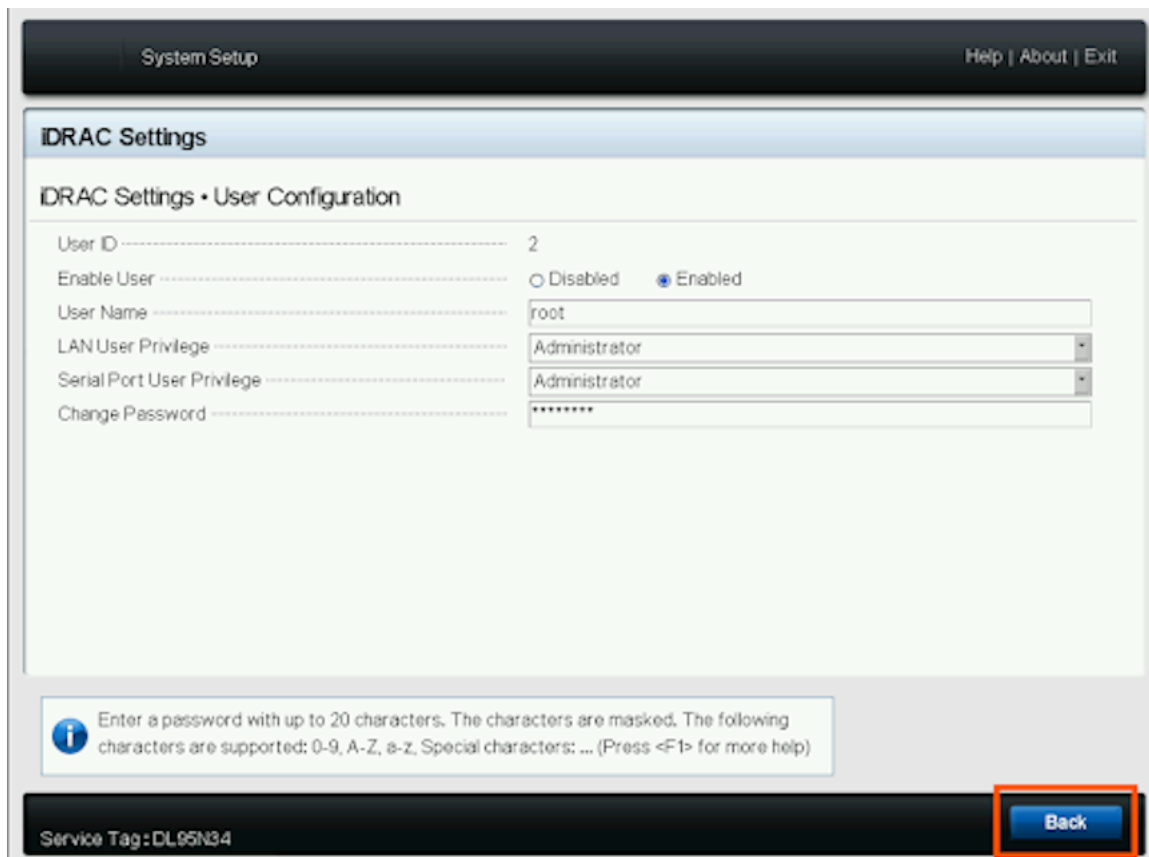 System Setup
Help | About | Exit
iDRAC Settings
iDRAC Settings • User Configuration
User ID 2
Enable User Disabled Enabled
User Name root
LAN User Privilege Administrator
Serial Port User Privilege Administrator
Change Password ********
Enter a password with up to 20 characters. The characters are masked. The following
characters are supported: 0-9, A-Z, a-z, Special characters: ... (Press <F1> for more help)
Service Tag:DL95N34
Back